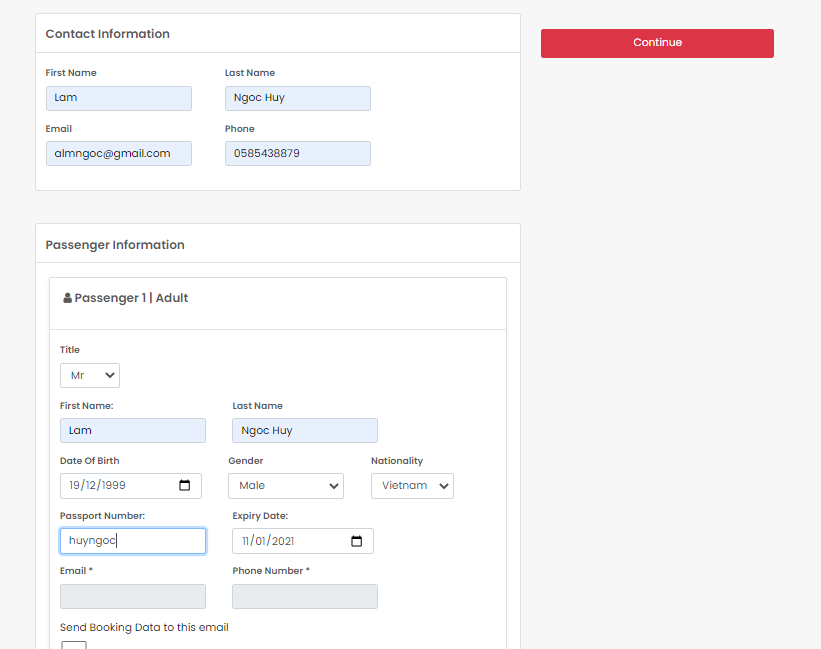 Contact Information
Continue
First Name Last Name
Lam Ngoc Huy
Email Phone
almngoc@gmail.com 0585438879
Passenger Information
Passenger 1 | Adult
Title
Mr
First Name: Last Name
Lam Ngoc Huy
Date Of Birth Gender Nationality
19/12/1999 Male Vietnam
Passport Number: Expiry Date:
huyngoc 11/01/2021
Email * Phone Number *
Send Booking Data to this email